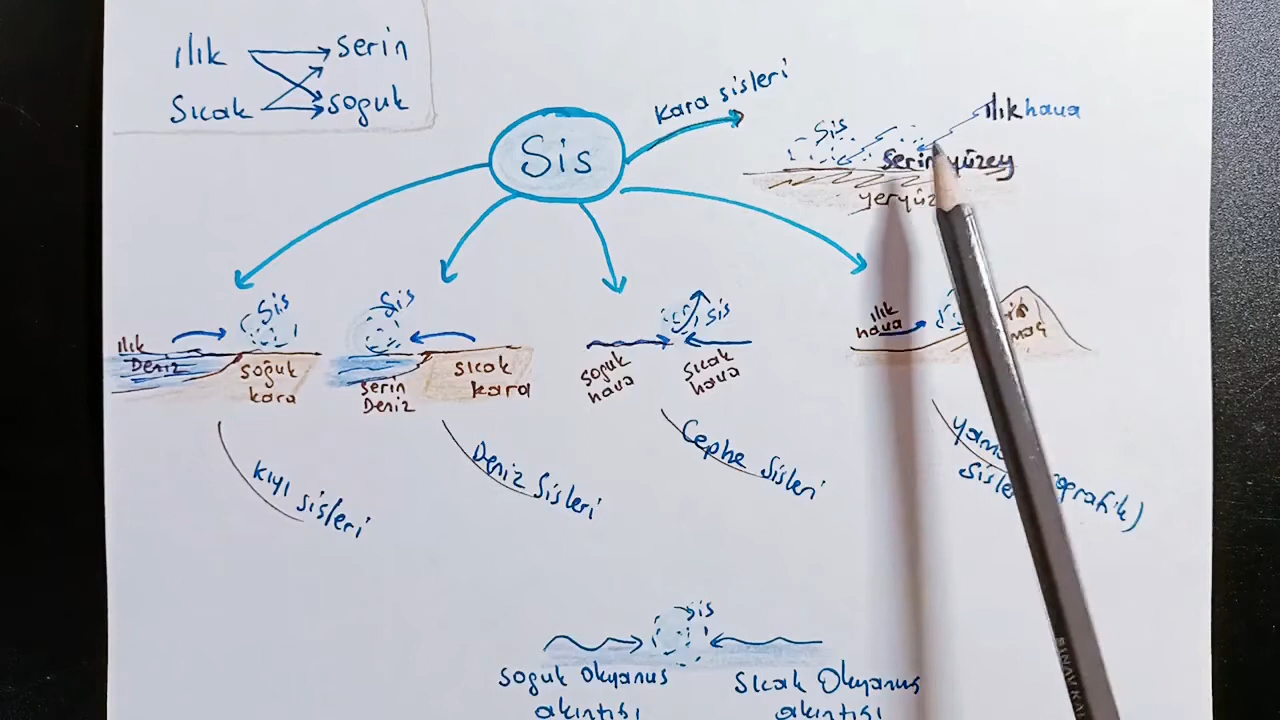 ılık
serin
Sıcak
soğuk
Sis
kara sisleri
Sis
ılık hava
serin yüzey
Sis
ılık
Deniz
soğuk
kara
kıyı sisleri
Sis
serin
Deniz
sıcak
kara
Deniz Sisleri
Sis
soğuk
hava
sıcak
hava
Cephe Sisleri
ılık
hava
Sis
soğuk Okyanus
akıntısı
sıcak Okyanus
akıntısı